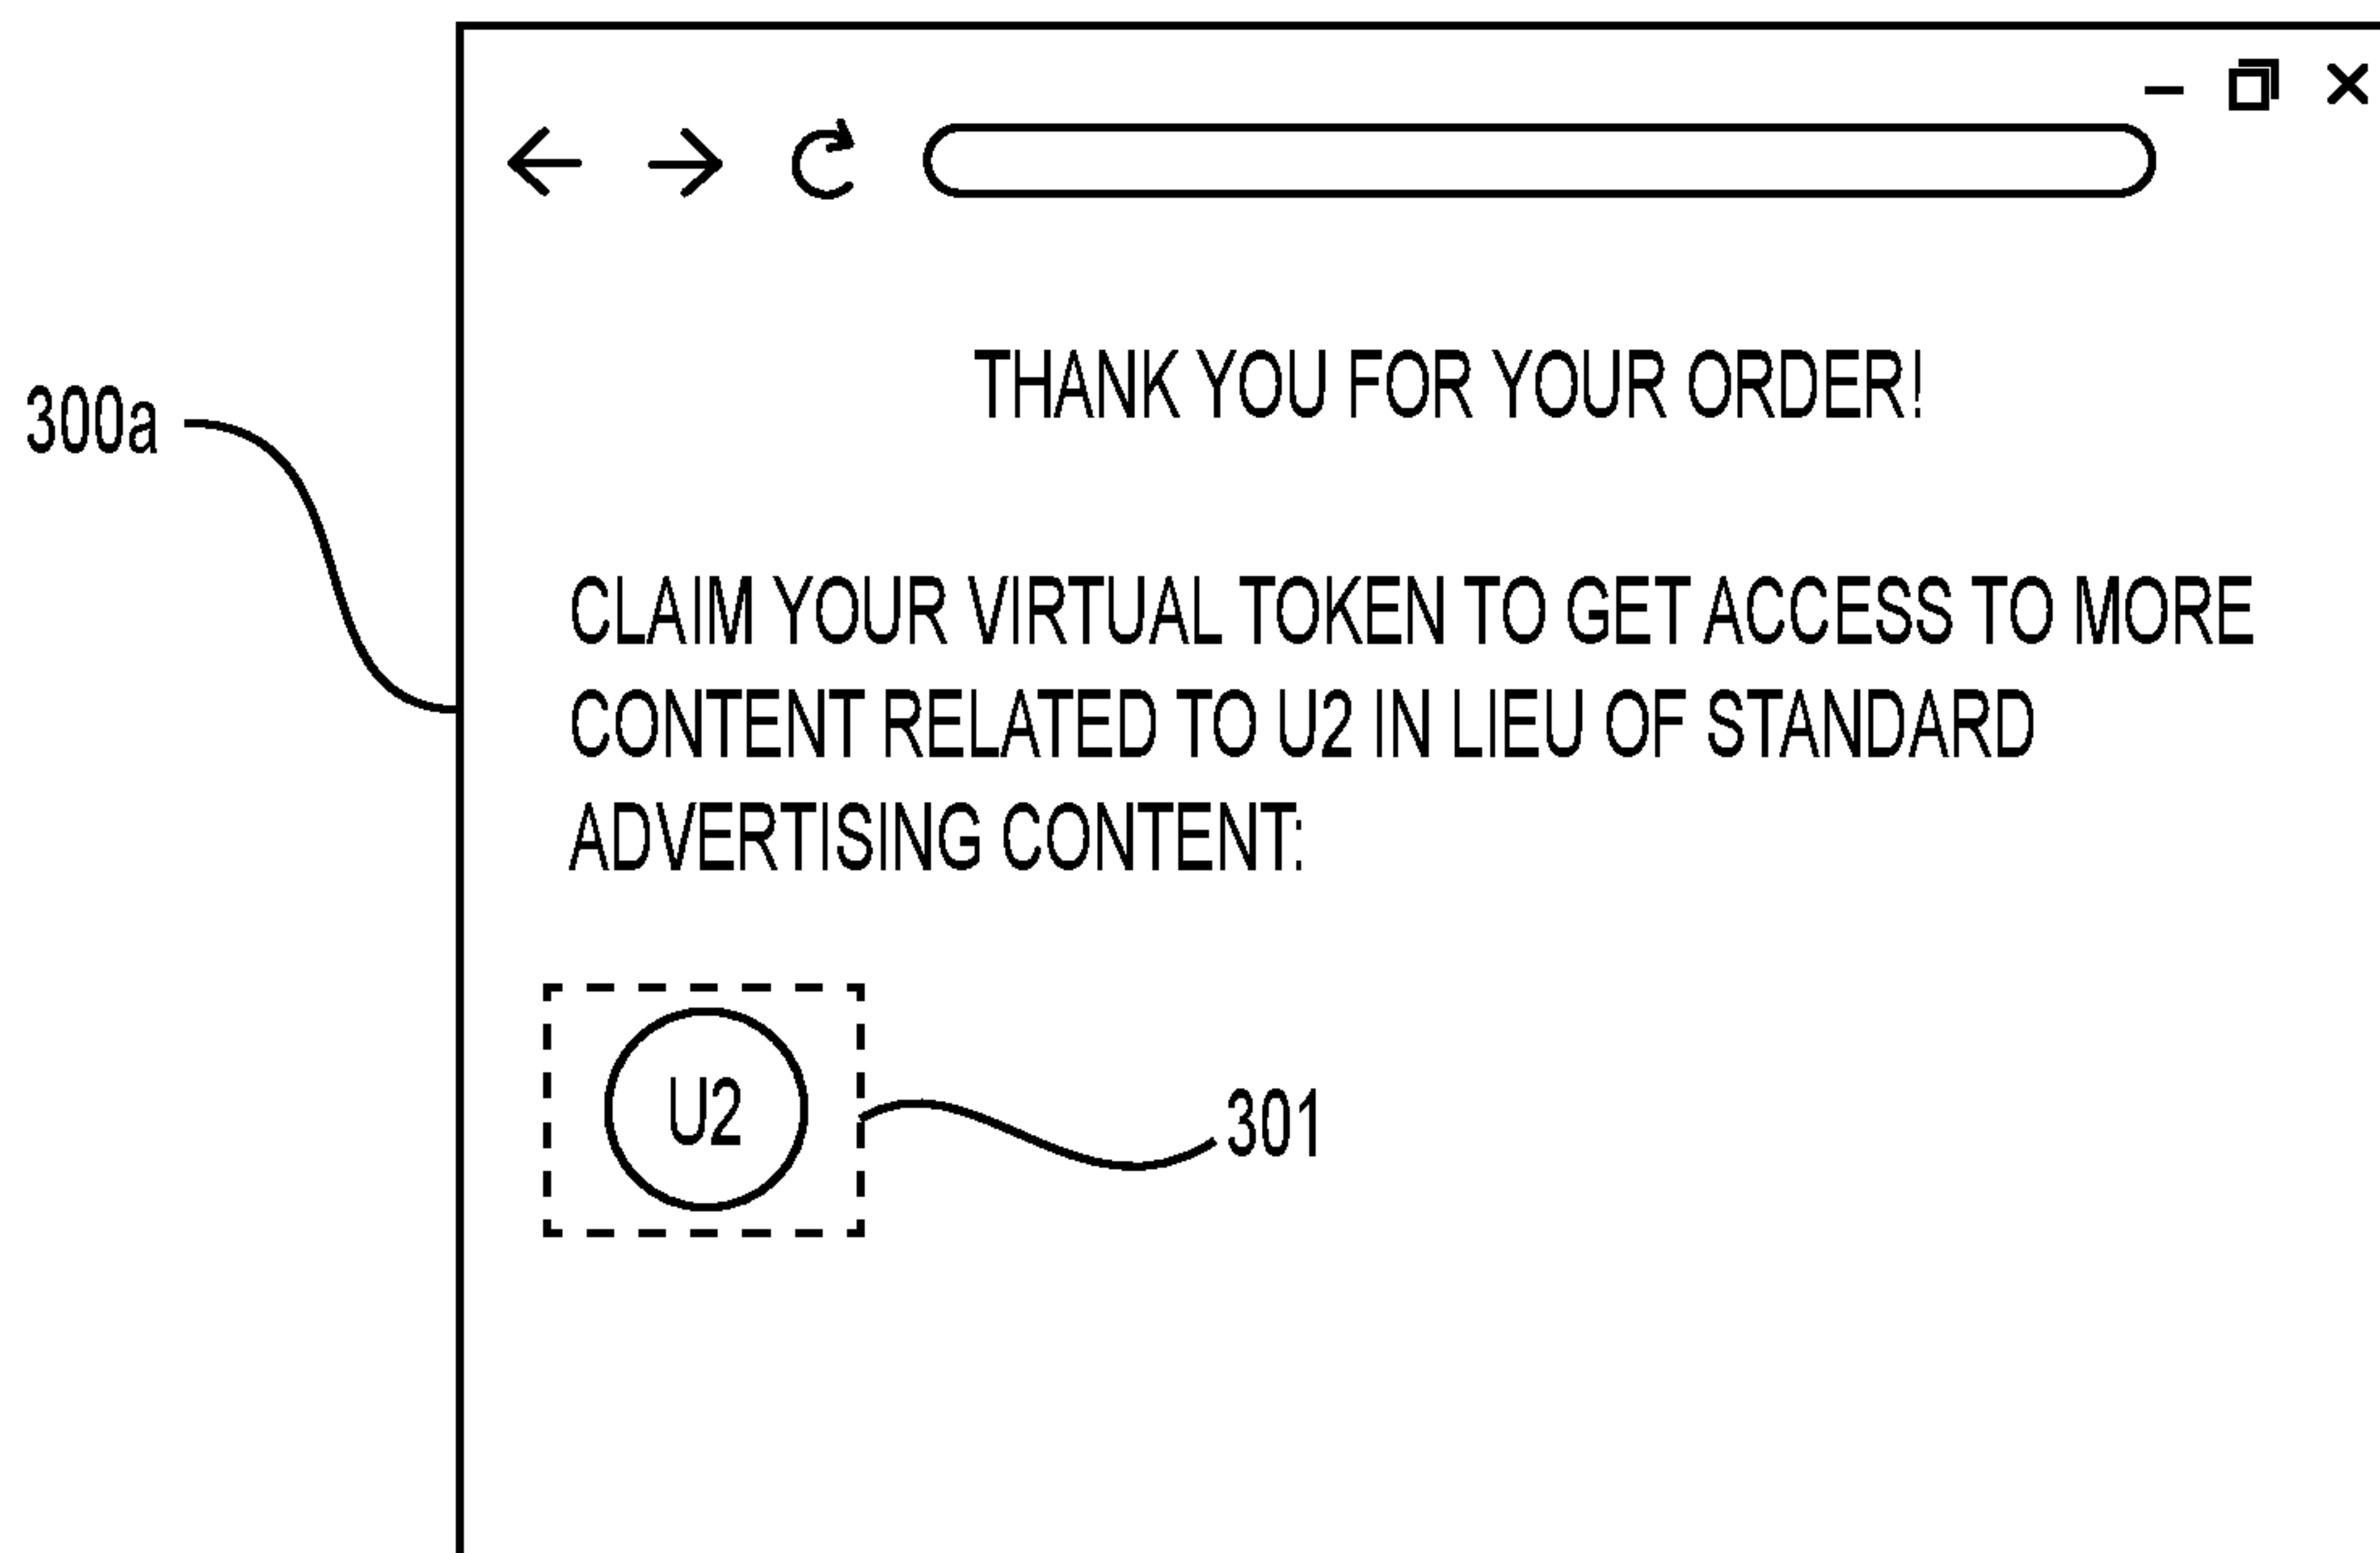 THANK YOU FOR YOUR ORDER!
300a
CLAIM YOUR VIRTUAL TOKEN TO GET ACCESS TO MORE
CONTENT RELATED TO U2 IN LIEU OF STANDARD
ADVERTISING CONTENT:
U2
301